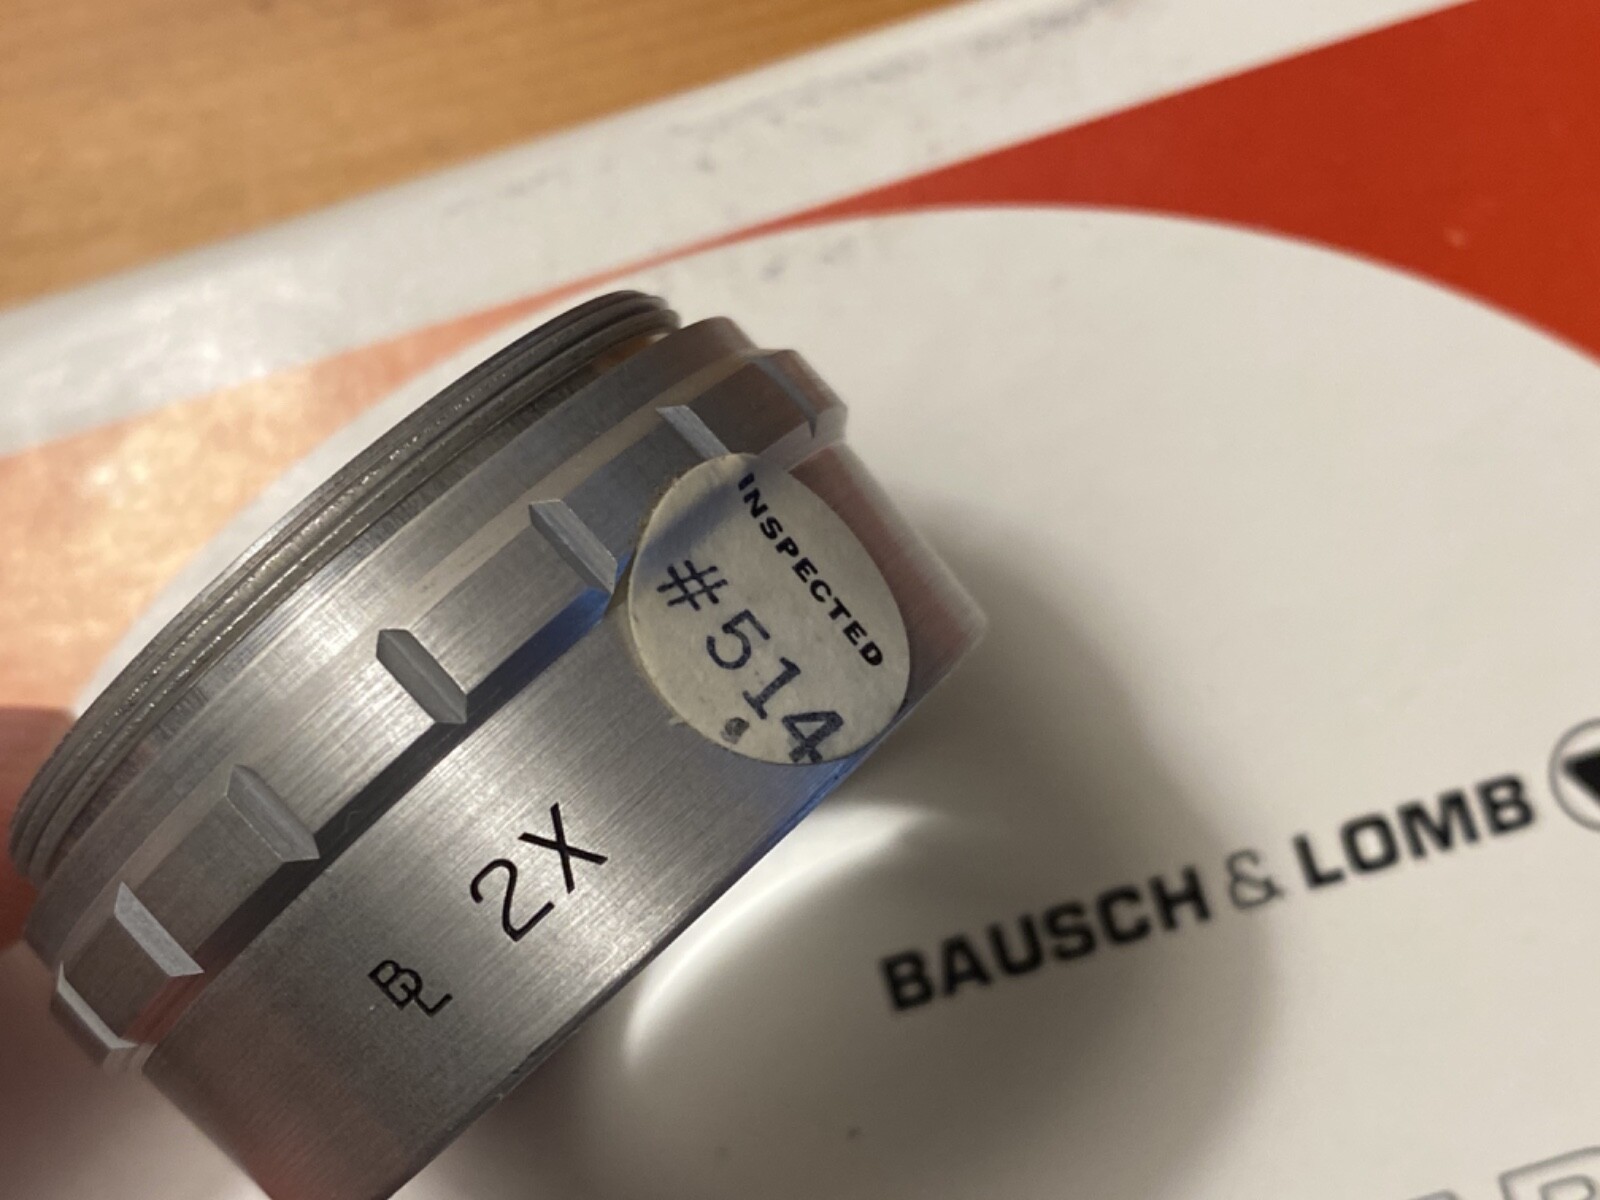 INSPECTED
#514
2X
BL
BAUSCH & LOMB